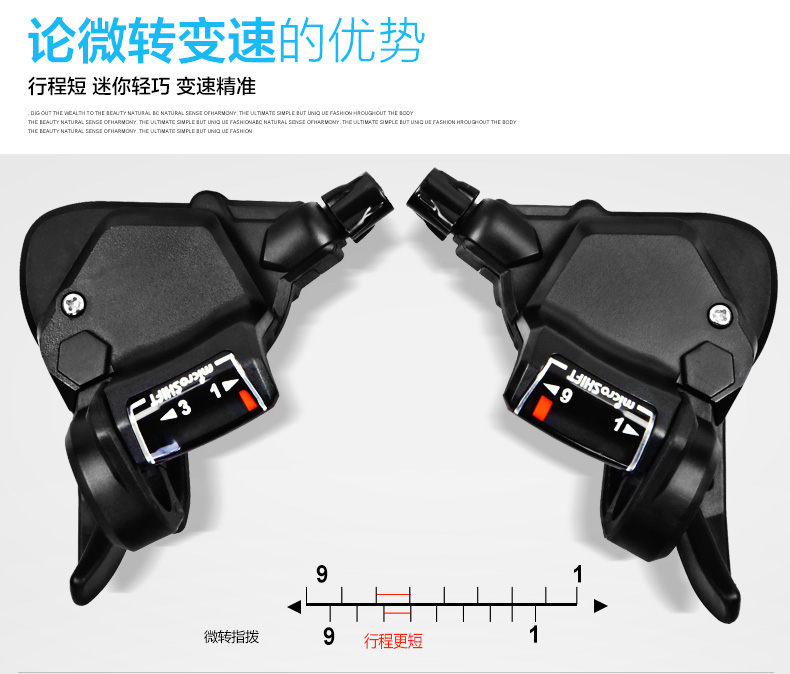 论微转变速的优势
行程短 迷你轻巧 变速精准
. DIG OUT THE WEALTH TO THE BEAUTY NATURAL BC NATURAL SENSE OFHARMONY. THE ULTIMATE SIMPLE BUT UNIQ UE FASHION HROUGHOUT THE BODY
THE BEAUTY NATURAL SENSE OFHARMONY. THE ULTIMATE SIMPLE BUT UNIQ UE FASHIONABC NATURAL SENSE OFHARMONY. THE ULTIMATE SIMPLE BUT UNIQ UE FASHION HROUGHOUT THE BODY
THE BEAUTY NATURAL SENSE OFHARMONY. THE ULTIMATE SIMPLE BUT UNIQ UE FASHION
microSHIFT
◀3 1▶
microSHIFT
◀9 1▶
9 1
微转指拨 9 行程更短 1